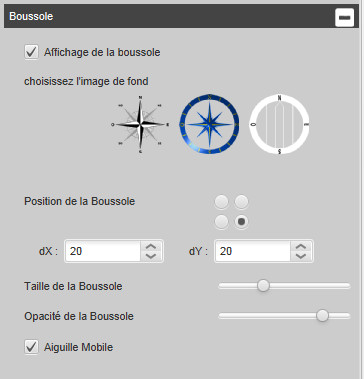 Boussole
Affichage de la boussole
choisissez l'image de fond
Position de la Boussole
dX : 20 dY : 20
Taille de la Boussole
Opacité de la Boussole
Aiguille Mobile